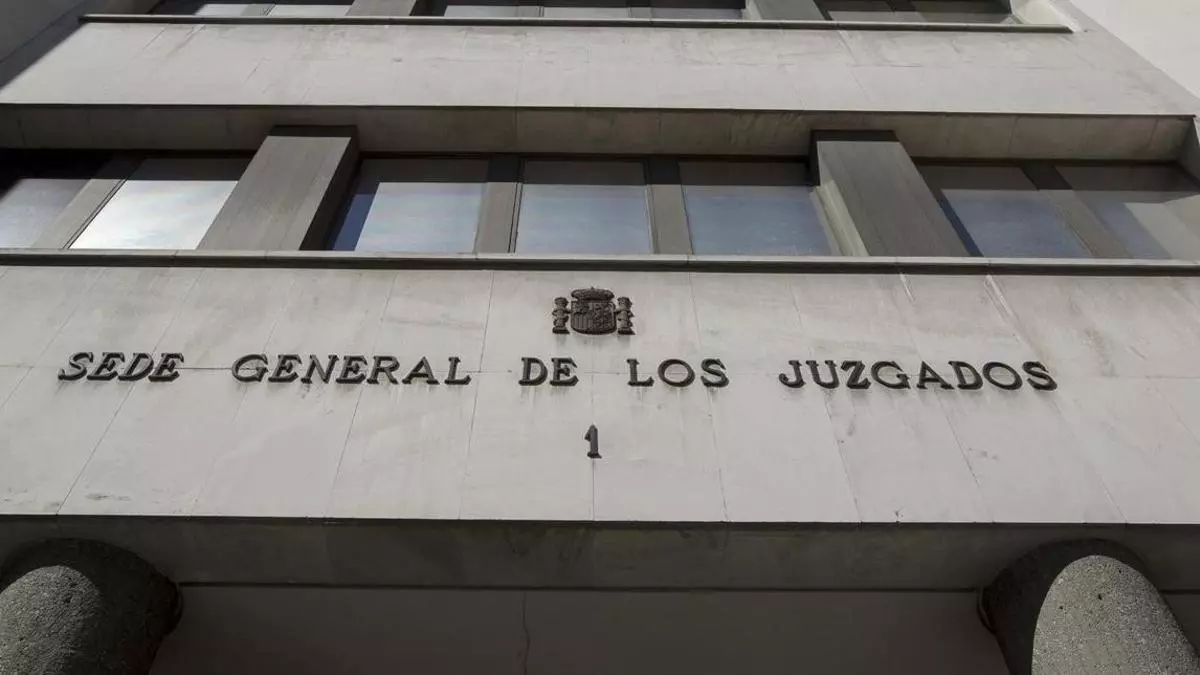 SEDE GENERAL DE LOS JUZGADOS
1